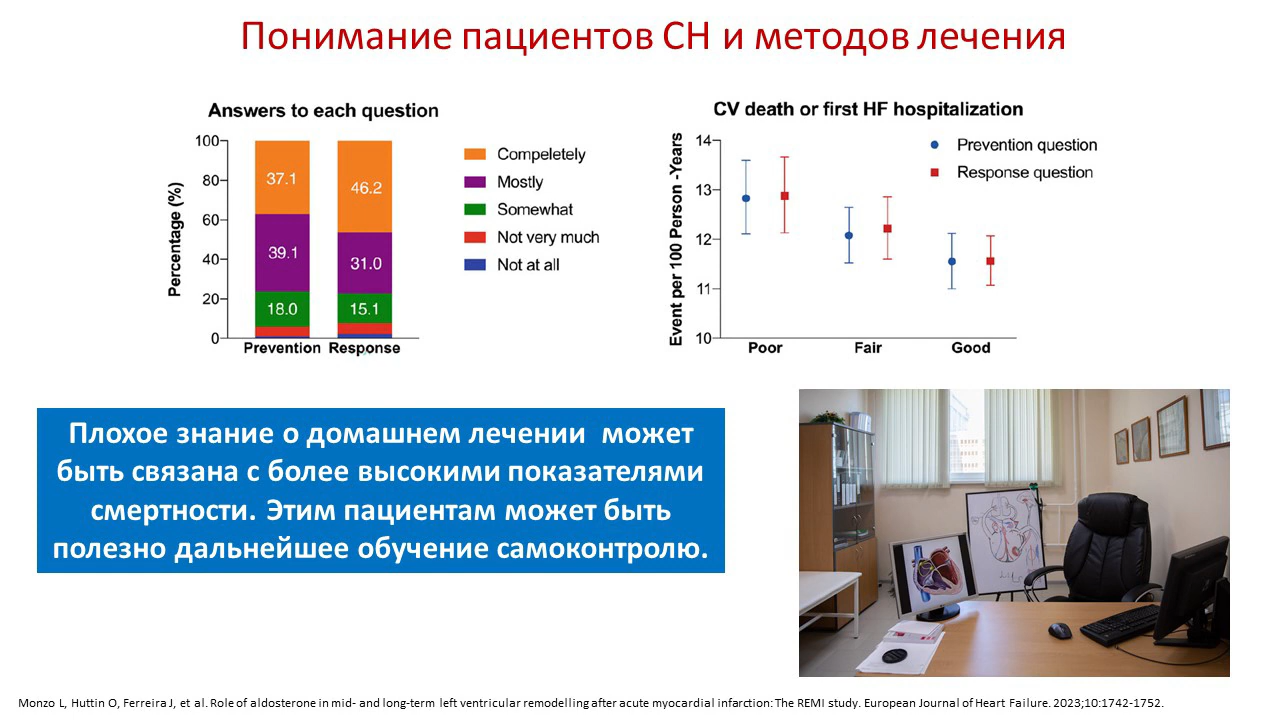 Понимание пациентов СН и методов лечения
Answers to each question
Percentage (%)
100
80
60
40
20
0
37.1
39.1
18.0
46.2
31.0
15.1
Prevention Response
Compeletely
Mostly
Somewhat
Not very much
Not at all
CV death or first HF hospitalization
Event per 100 Person -Years
14
13
12
11
10
Poor Fair Good
Prevention question
Response question
Плохое знание о домашнем лечении может
быть связана с более высокими показателями
смертности. Этим пациентам может быть
полезно дальнейшее обучение самоконтролю.
Monzo L, Huttin O, Ferreira J, et al. Role of aldosterone in mid- and long-term left ventricular remodelling after acute myocardial infarction: The REMI study. European Journal of Heart Failure. 2023;10:1742-1752.